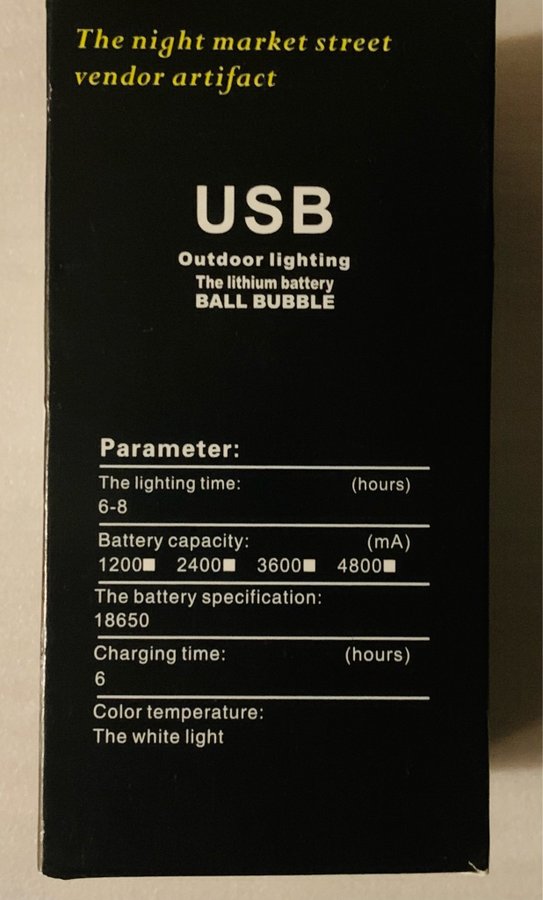 The night market street
vendor artifact
USB
Outdoor lighting
The lithium battery
BALL BUBBLE
Parameter:
The lighting time: (hours)
6-8
Battery capacity: (mA)
1200■ 2400■ 3600■ 4800■
The battery specification:
18650
Charging time: (hours)
6
Color temperature:
The white light